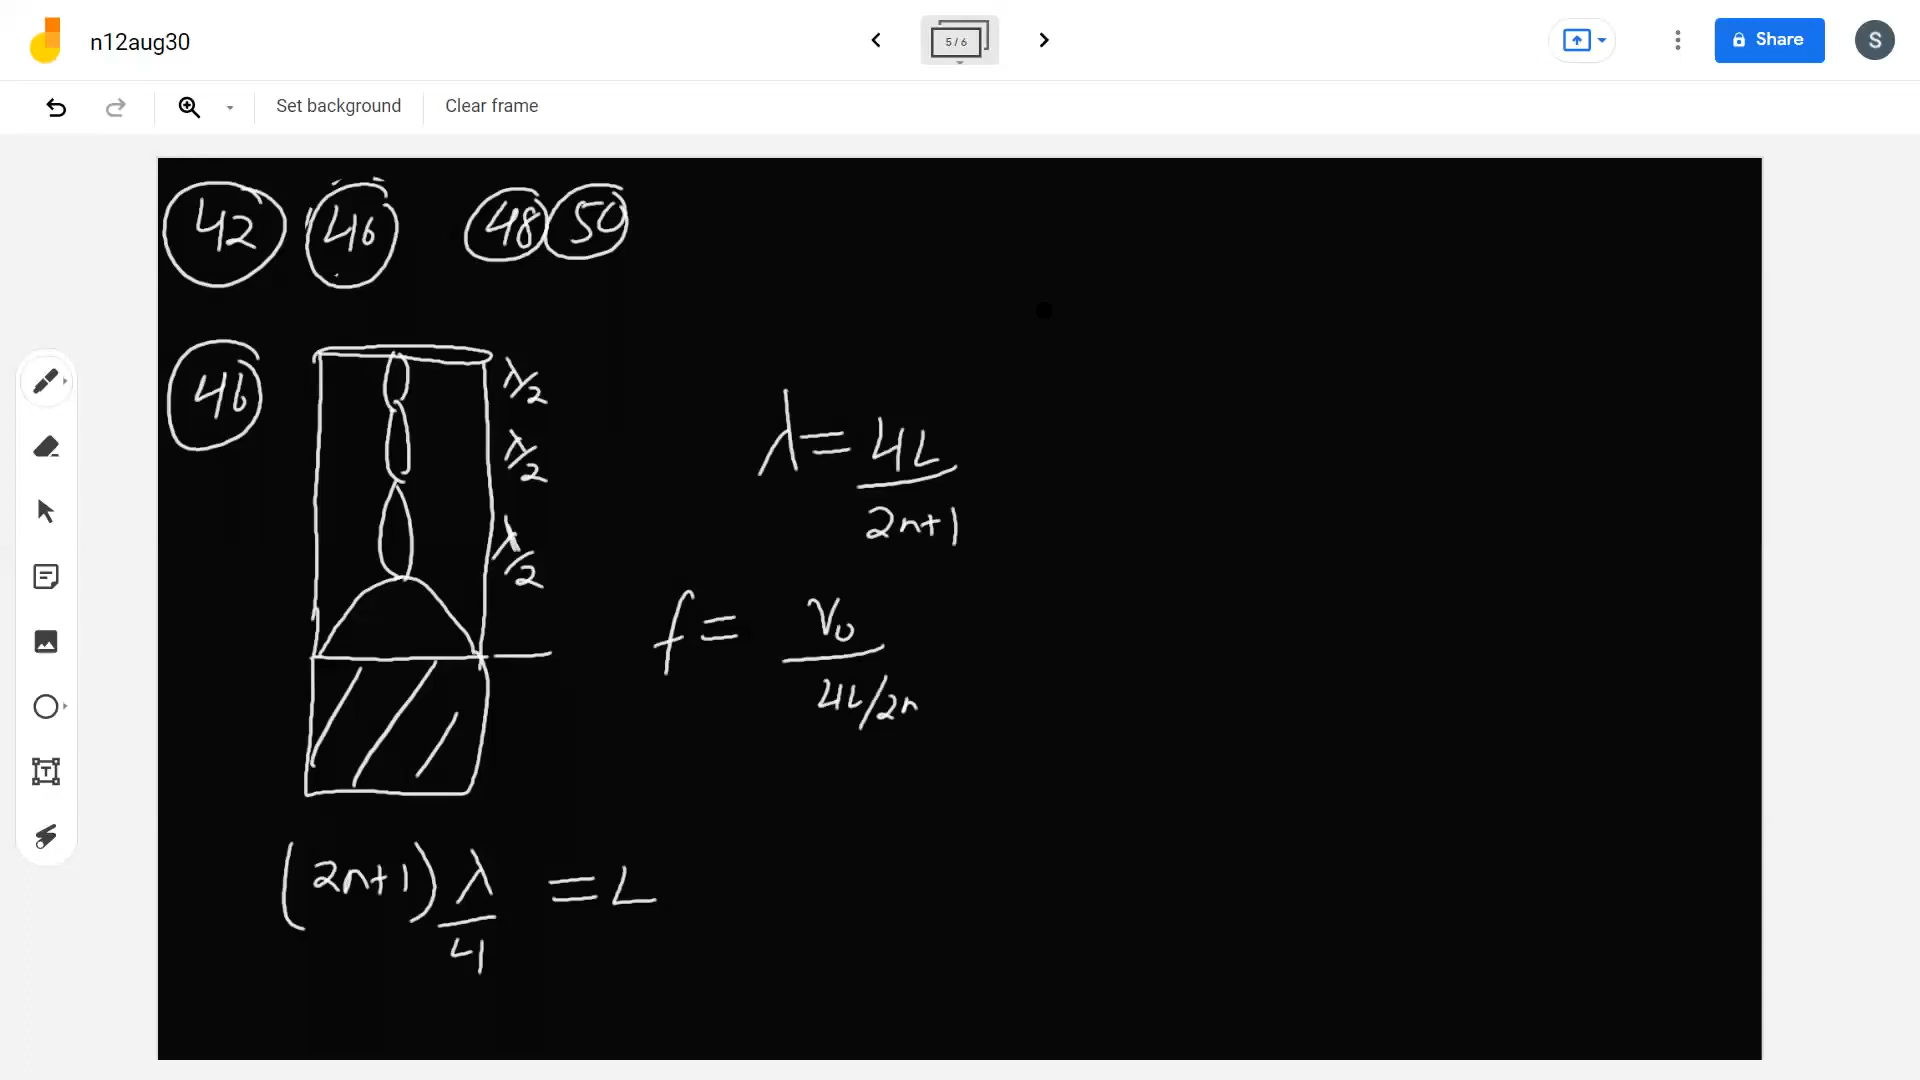 n12aug30
5 / 6
Share
S
Set background
Clear frame
42 46 48 50
46
λ/2
λ/2
λ/2
λ = 4L / 2n+1
f = v₀ / 4L/2n
(2n+1) λ/4 = L
T